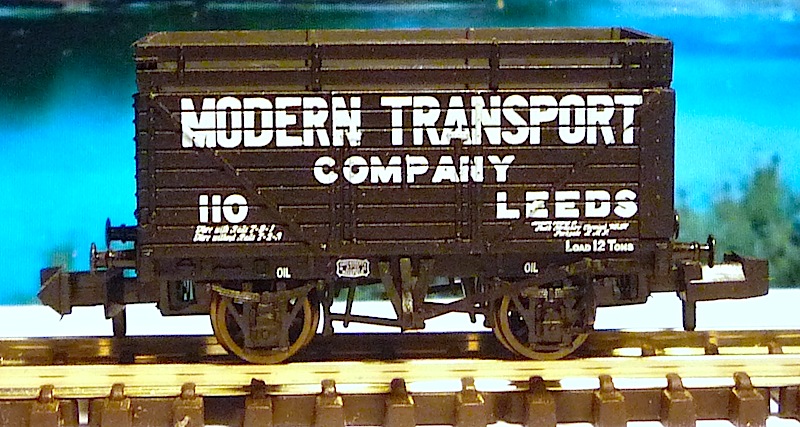 MODERN TRANSPORT
COMPANY
110 LEEDS
LOAD 12 TONS
OIL OIL